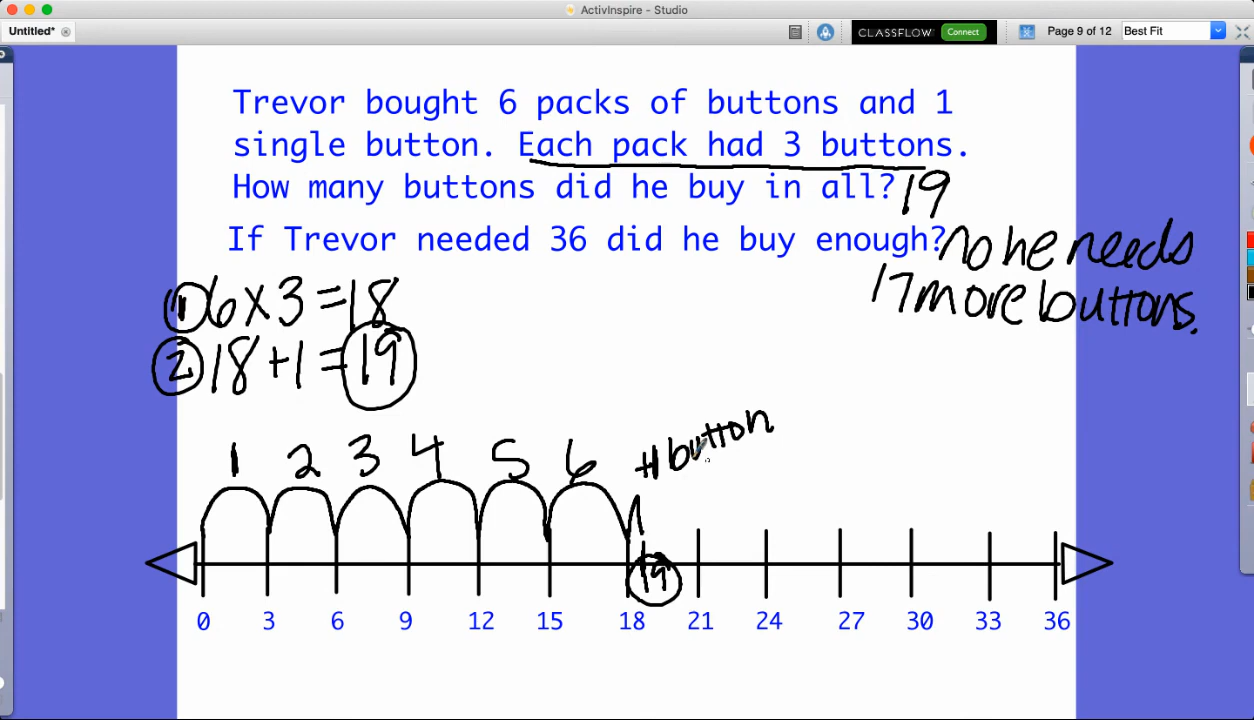 ActivInspire - Studio
Untitled*
CLASSFLOW Connect
Page 9 of 12
Best Fit
Trevor bought 6 packs of buttons and 1
single button. Each pack had 3 buttons.
How many buttons did he buy in all? 19
If Trevor needed 36 did he buy enough? no he needs
17 more buttons.
1 6 x 3 = 18
2 18 + 1 = 19
1 2 3 4 5 6 +1 button
19
0 3 6 9 12 15 18 21 24 27 30 33 36